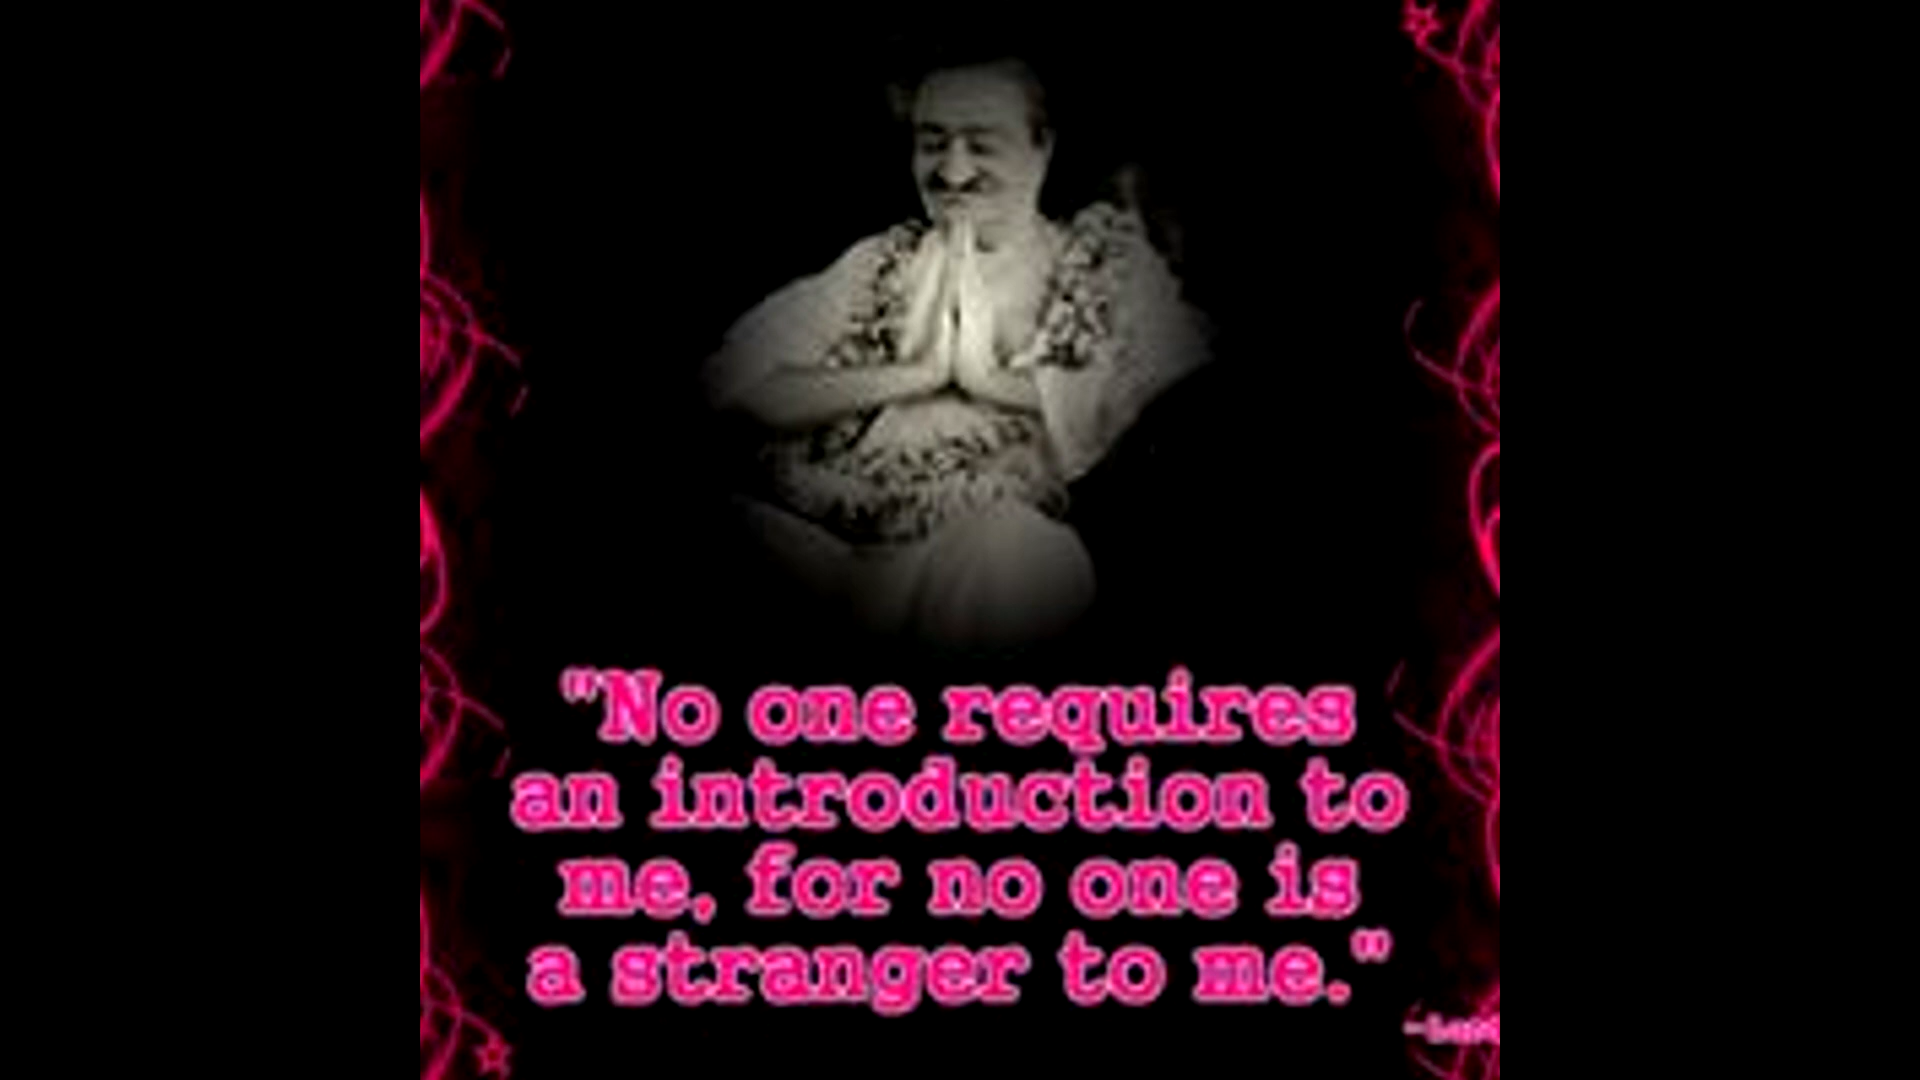 "No one requires
an introduction to
me, for no one is
a stranger to me."